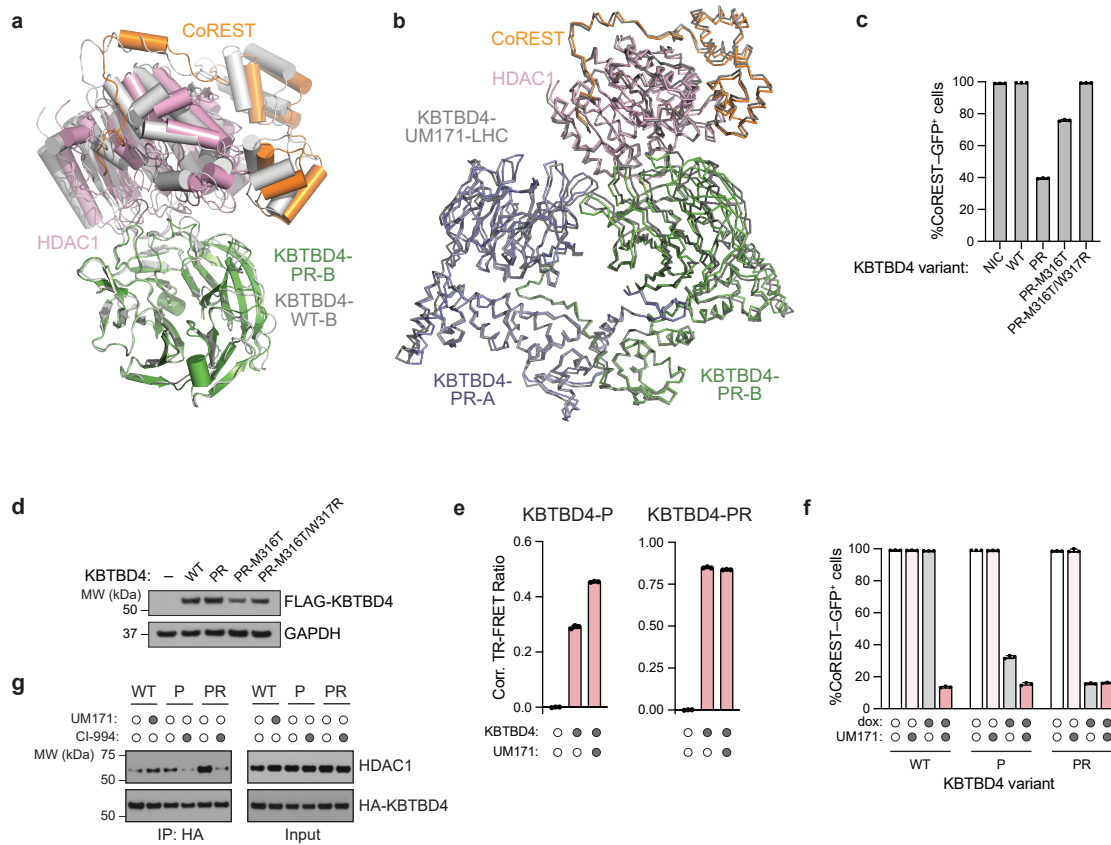 a
CoREST
HDAC1
KBTBD4-
PR-B
KBTBD4-
WT-B
b
CoREST
HDAC1
KBTBD4-
UM171-LHC
KBTBD4-
PR-A
KBTBD4-
PR-B
c
%CoREST–GFP+ cells
100
80
60
40
20
0
KBTBD4 variant:
NIC
WT
PR
PR-M316T
PR-M316T/W317R
d
KBTBD4:
–
WT
PR
PR-M316T
PR-M316T/W317R
MW (kDa)
50
FLAG-KBTBD4
37
GAPDH
e
KBTBD4-P
KBTBD4-PR
Corr. TR-FRET Ratio
0.6
0.4
0.2
0.0
1.00
0.75
0.50
0.25
0.00
KBTBD4:
UM171:
f
%CoREST–GFP+ cells
100
80
60
40
20
0
dox:
UM171:
WT
P
PR
KBTBD4 variant
g
WT P PR WT P PR
UM171:
CI-994:
MW (kDa)
75
50
HDAC1
50
HA-KBTBD4
IP: HA
Input